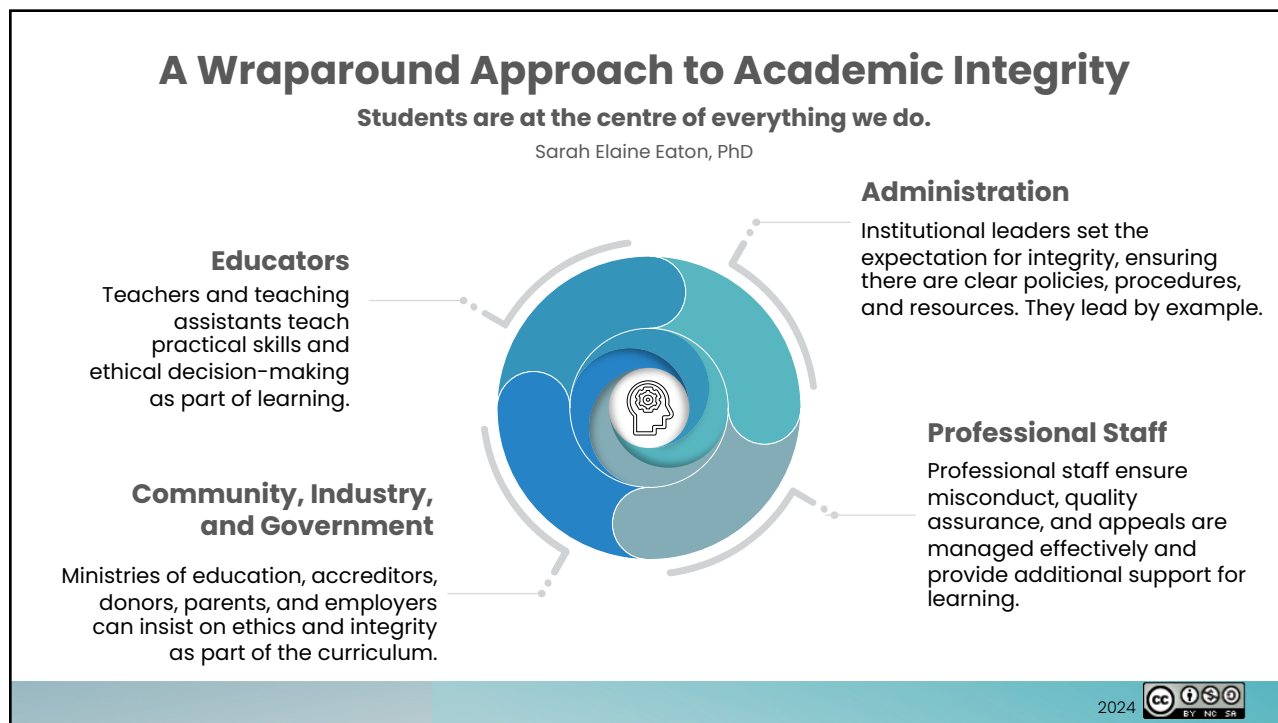 A Wraparound Approach to Academic Integrity
Students are at the centre of everything we do.
Sarah Elaine Eaton, PhD
Administration
Institutional leaders set the
expectation for integrity, ensuring
there are clear policies, procedures,
and resources. They lead by example.
Educators
Teachers and teaching
assistants teach
practical skills and
ethical decision-making
as part of learning.
Professional Staff
Professional staff ensure
misconduct, quality
assurance, and appeals are
managed effectively and
provide additional support for
learning.
Community, Industry,
and Government
Ministries of education, accreditors,
donors, parents, and employers
can insist on ethics and integrity
as part of the curriculum.
2024
cc
BY NC SA